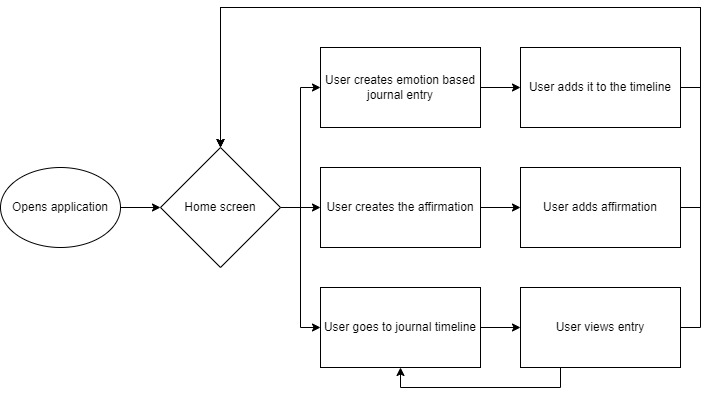 User creates emotion based
journal entry
User adds it to the timeline
Opens application
Home screen
User creates the affirmation
User adds affirmation
User goes to journal timeline
User views entry